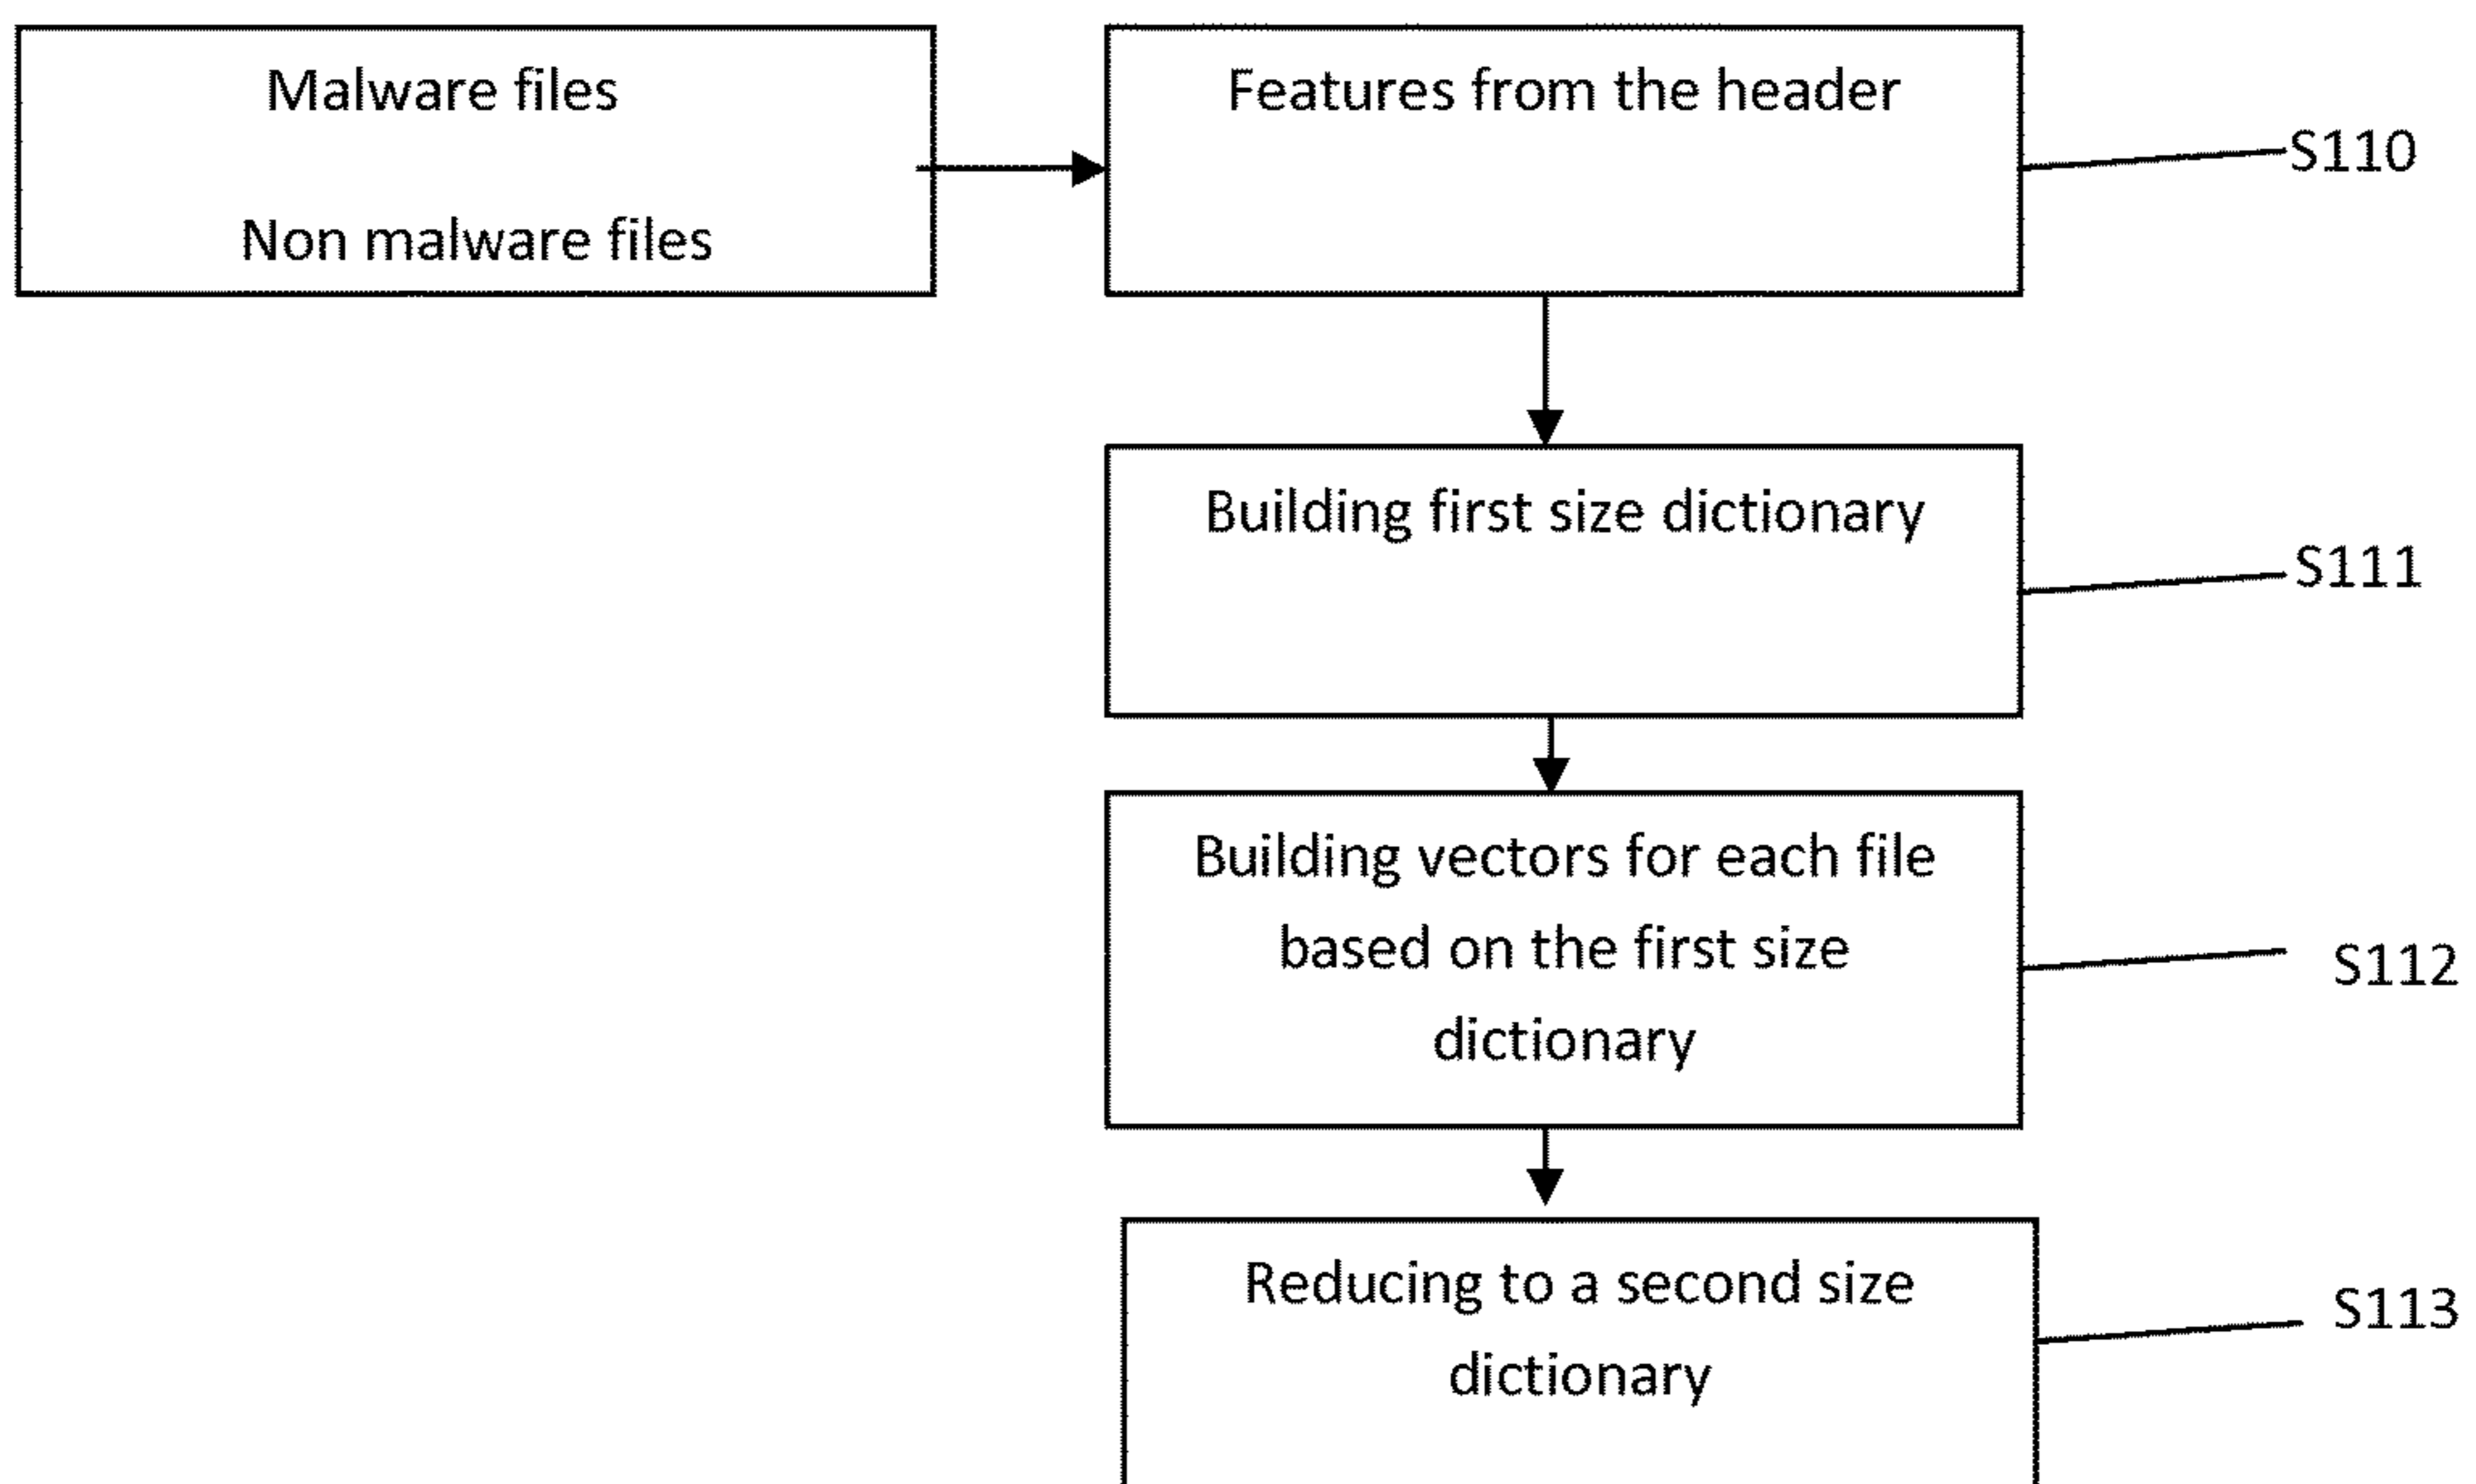 Malware files
Non malware files
Features from the header
S110
Building first size dictionary
S111
Building vectors for each file
based on the first size
dictionary
S112
Reducing to a second size
dictionary
S113